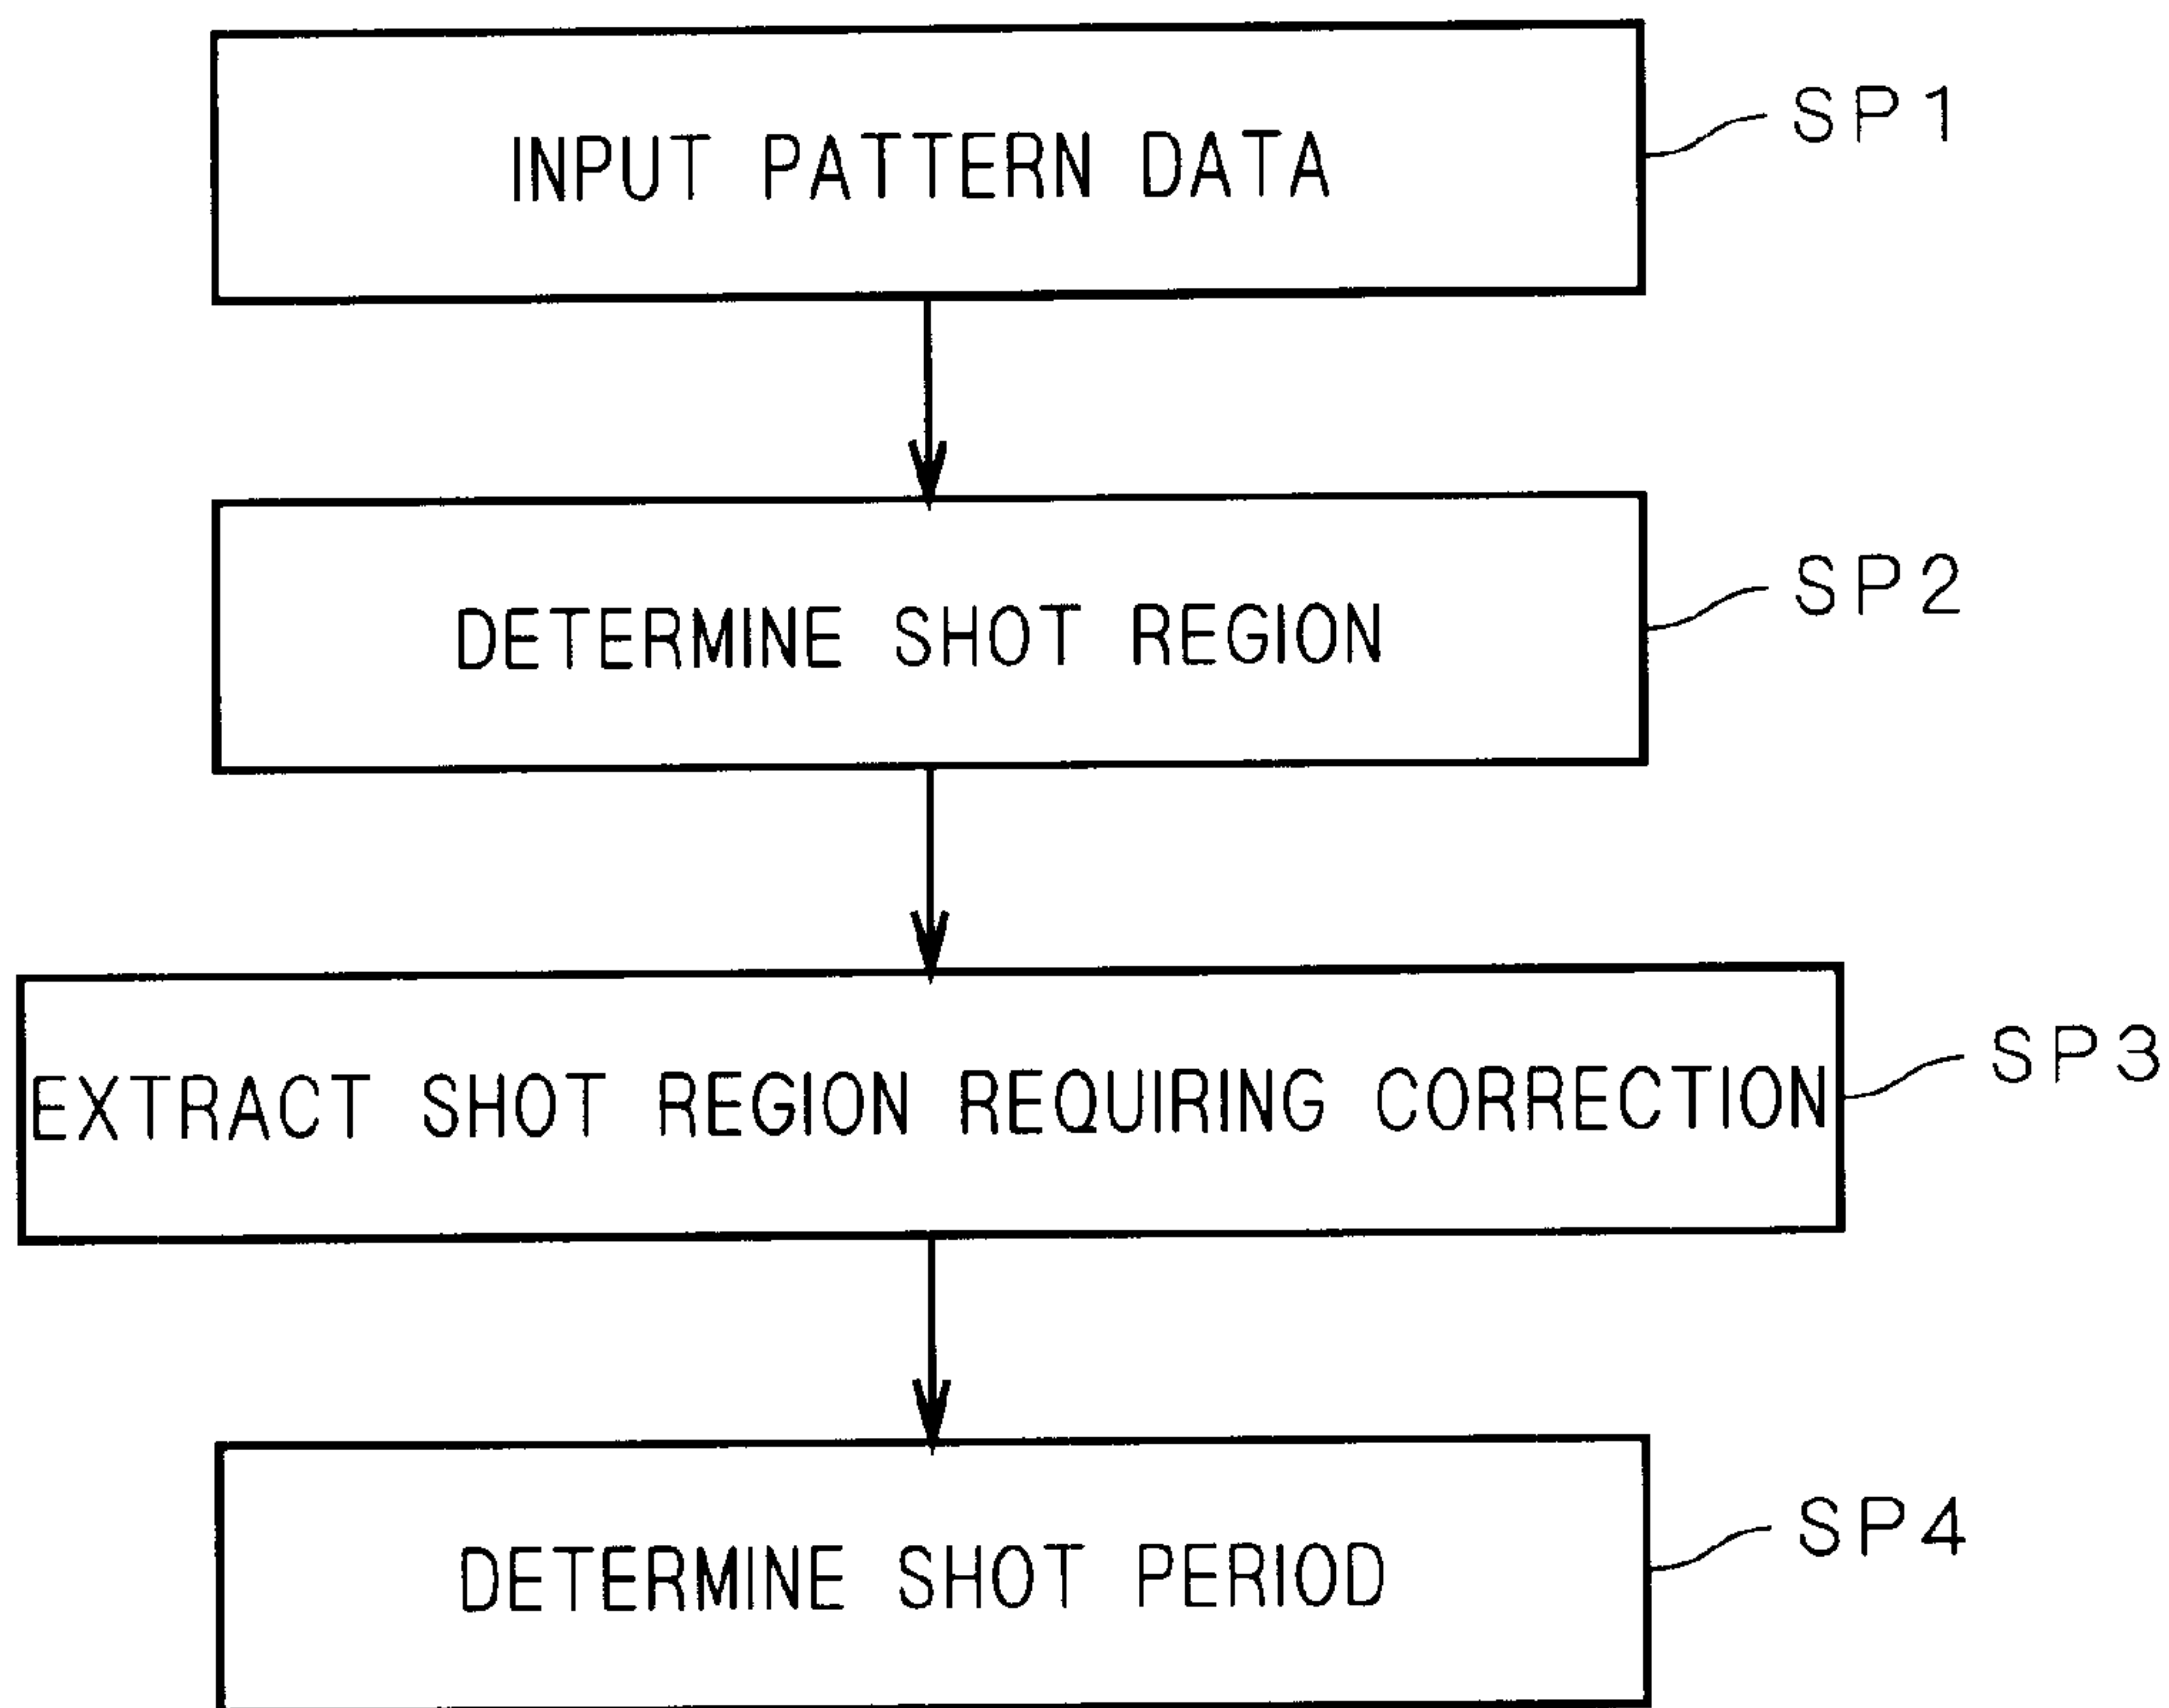 INPUT PATTERN DATA
SP1
DETERMINE SHOT REGION
SP2
EXTRACT SHOT REGION REQUIRING CORRECTION
SP3
DETERMINE SHOT PERIOD
SP4